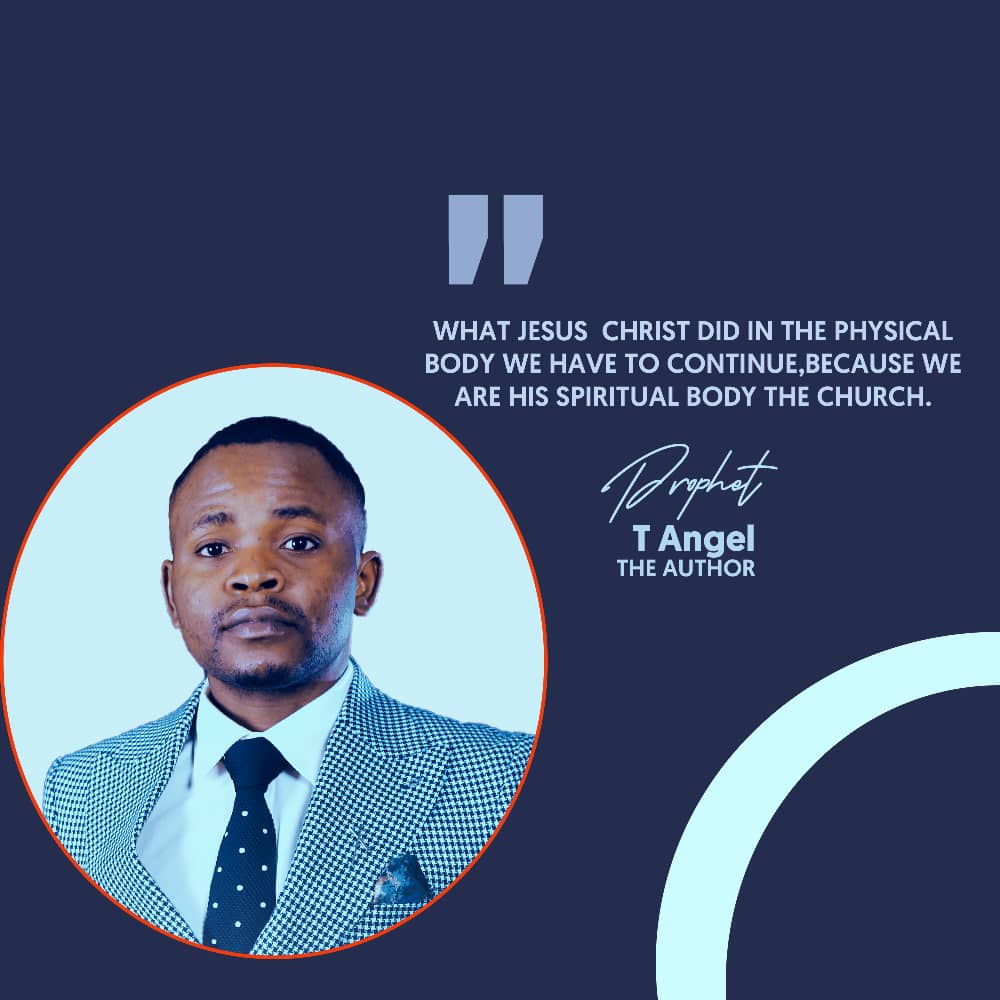 "
WHAT JESUS CHRIST DID IN THE PHYSICAL
BODY WE HAVE TO CONTINUE,BECAUSE WE
ARE HIS SPIRITUAL BODY THE CHURCH.
Prophet
T Angel
THE AUTHOR